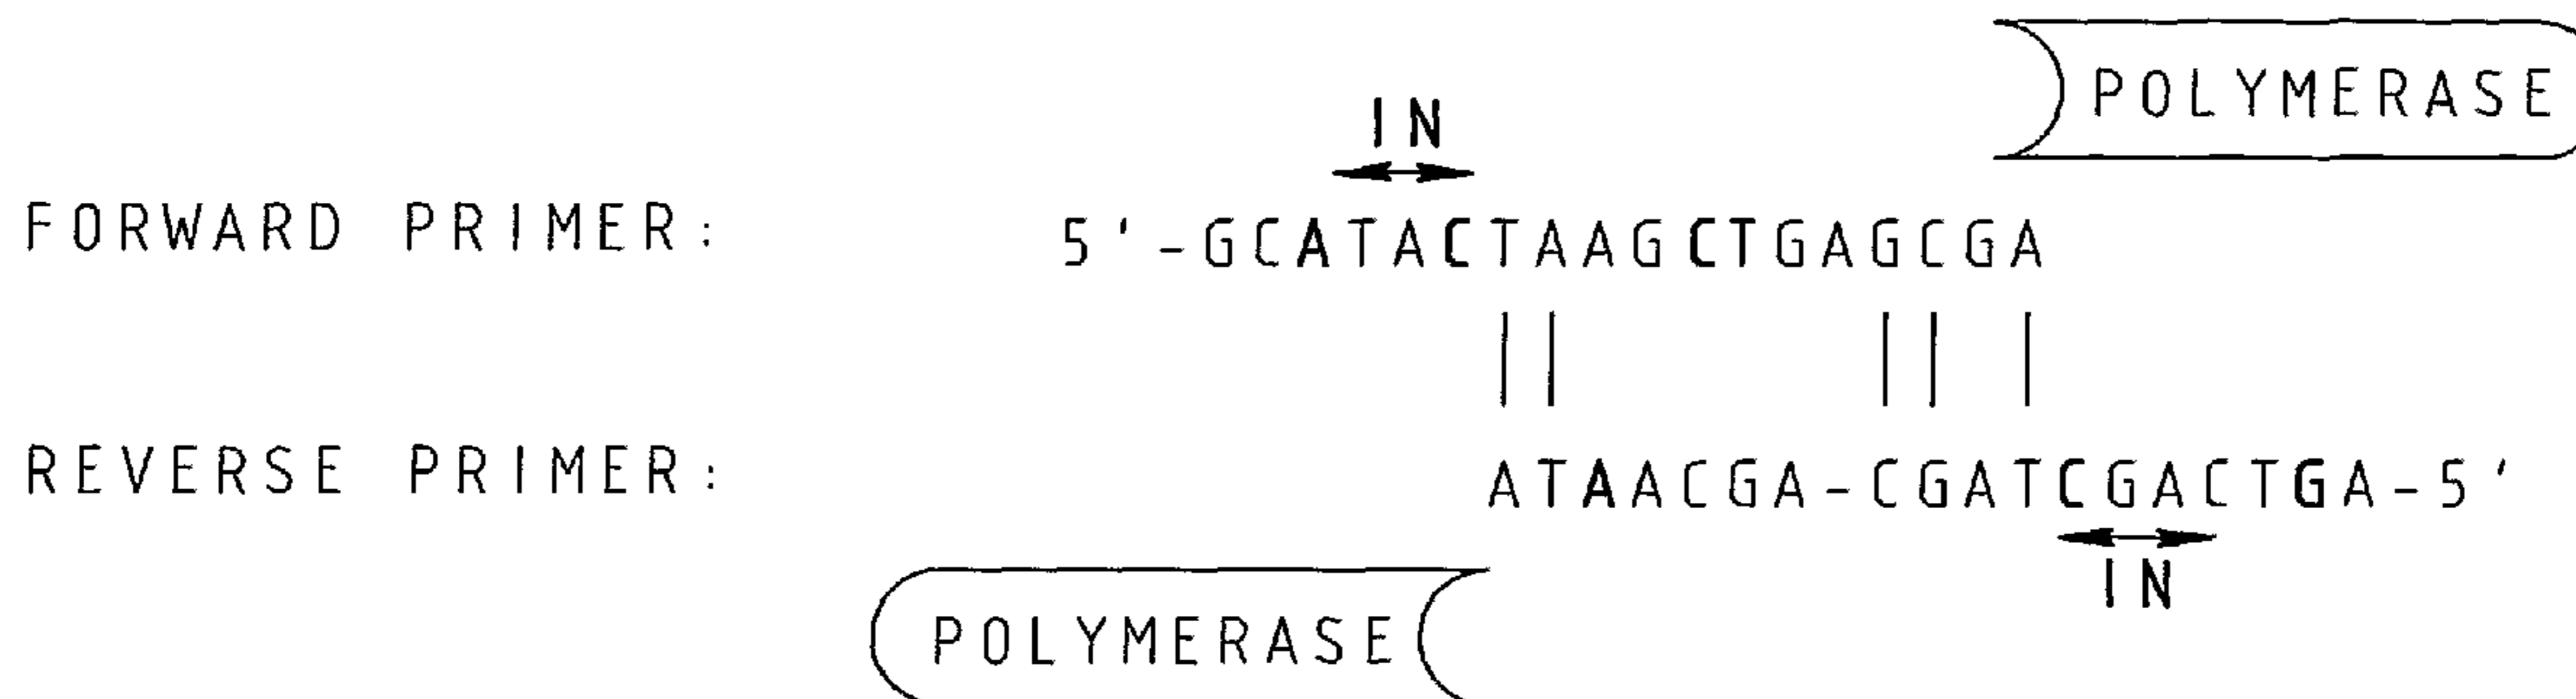 POLYMERASE
IN
FORWARD PRIMER: 5'-GCATACTAAGCTGAGCGA
REVERSE PRIMER: ATAACGA-CGATCGACTGA-5'
IN
POLYMERASE